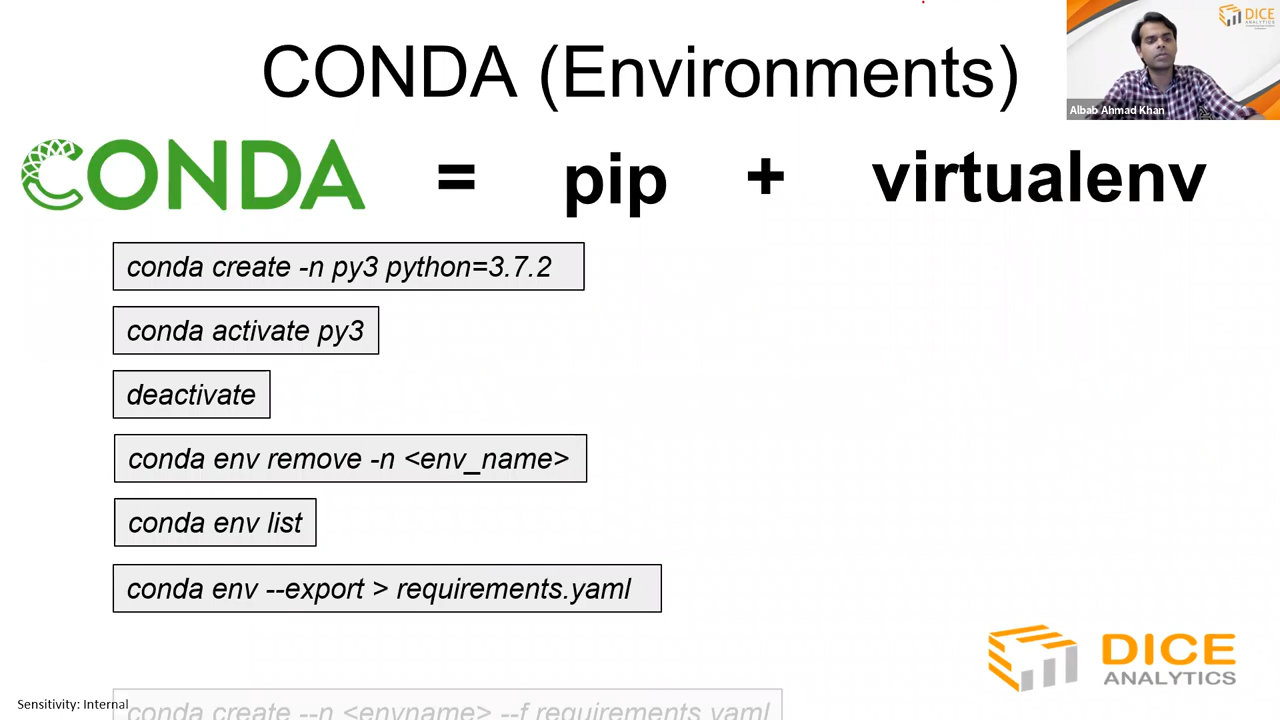 CONDA (Environments)
DICE
ANALYTICS
Albab Ahmad Khan
CONDA = pip + virtualenv
conda create -n py3 python=3.7.2
conda activate py3
deactivate
conda env remove -n <env_name>
conda env list
conda env --export > requirements.yaml
DICE
ANALYTICS
Sensitivity: Internal
conda create --n <envname> --f requirements.yaml